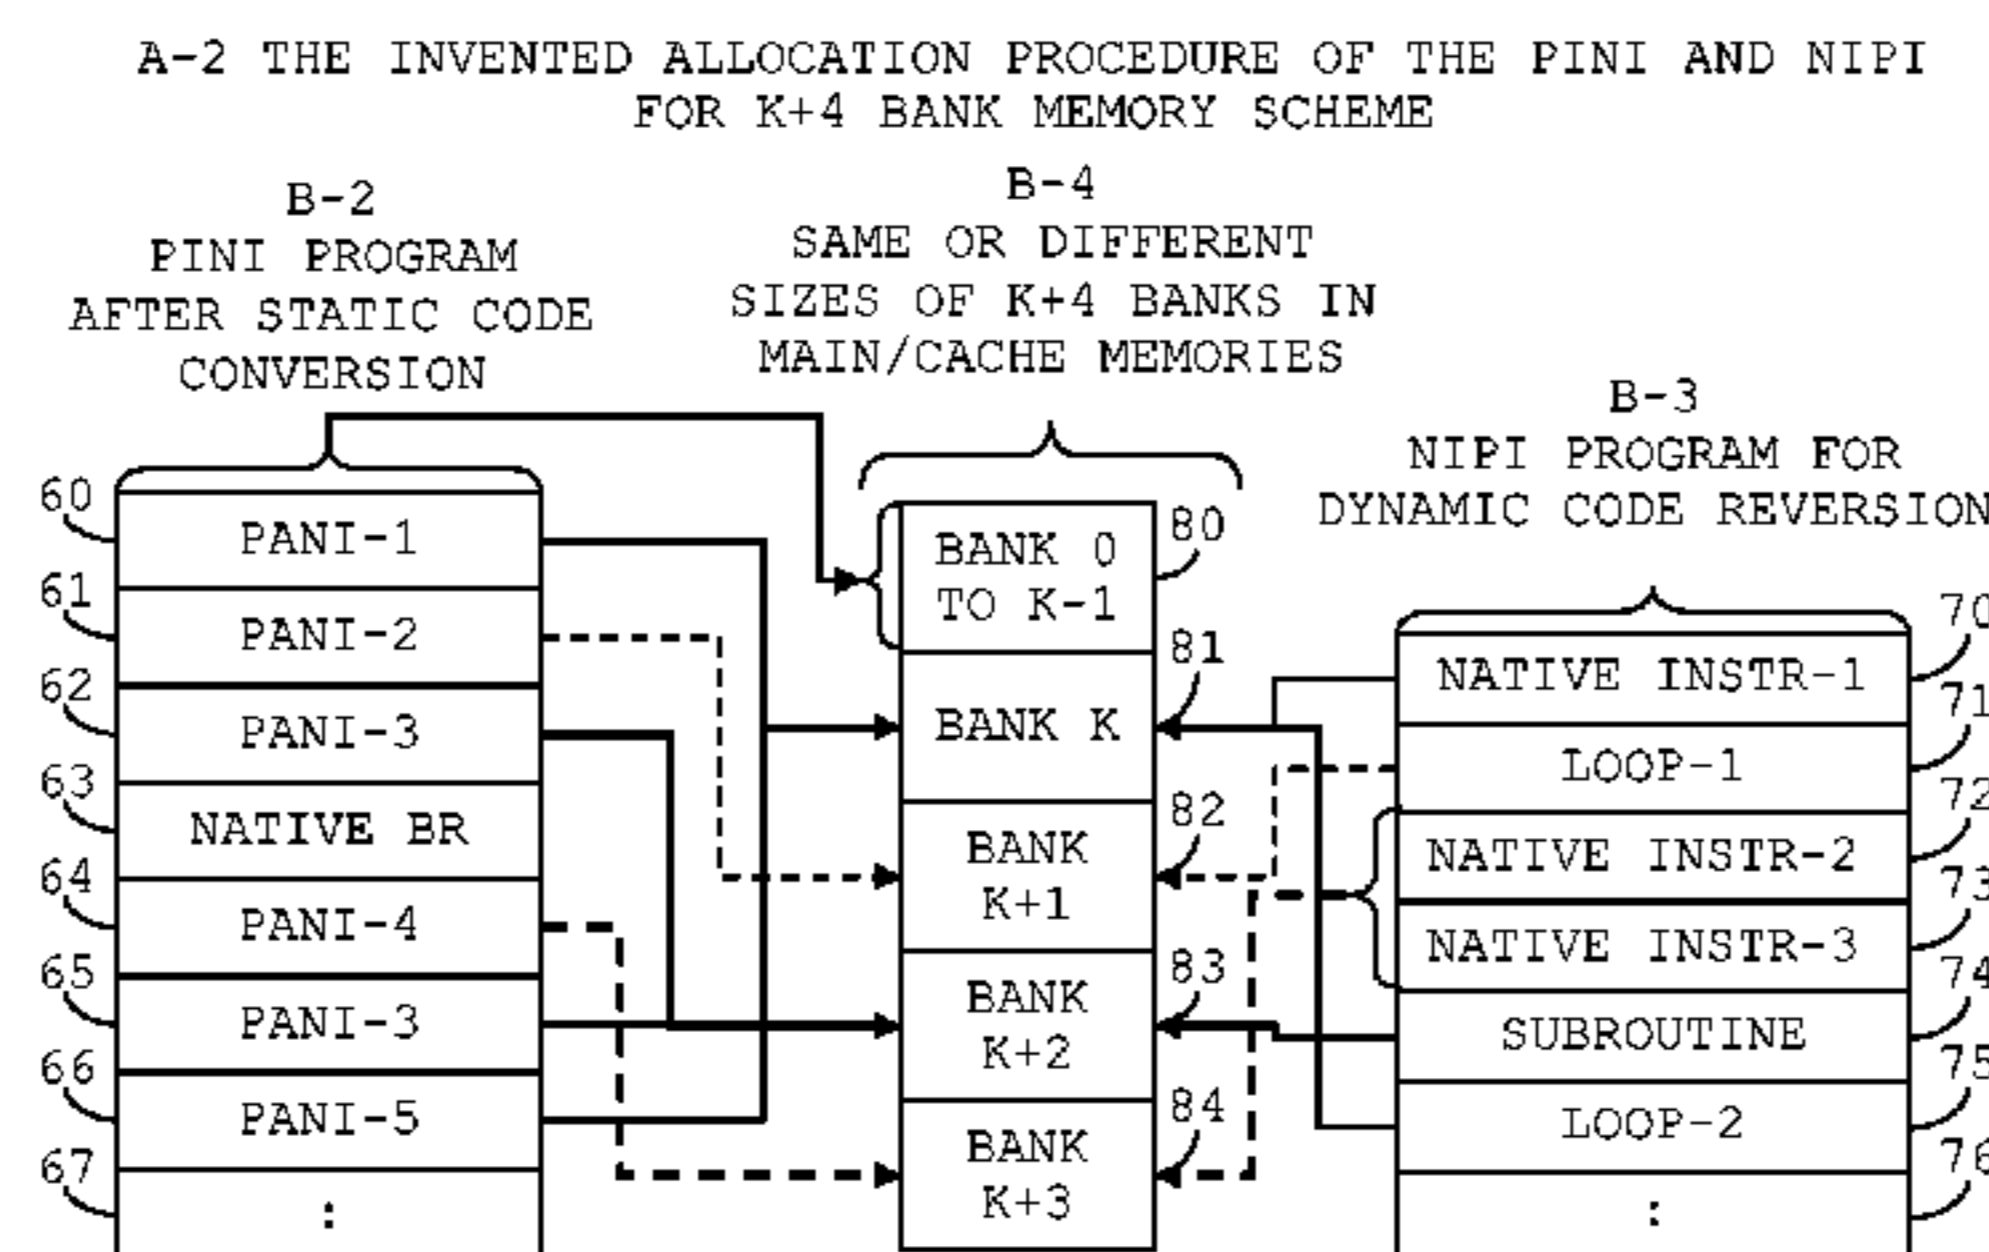 A-2 THE INVENTED ALLOCATION PROCEDURE OF THE PINI AND NIPI
FOR K+4 BANK MEMORY SCHEME
B-2
PINI PROGRAM
AFTER STATIC CODE
CONVERSION
B-4
SAME OR DIFFERENT
SIZES OF K+4 BANKS IN
MAIN/CACHE MEMORIES
B-3
NIPI PROGRAM FOR
DYNAMIC CODE REVERSION
60
PANI-1
61
PANI-2
62
PANI-3
63
NATIVE BR
64
PANI-4
65
PANI-3
66
PANI-5
67
:
BANK 0
TO K-1
80
BANK K
81
BANK
K+1
82
BANK
K+2
83
BANK
K+3
84
NATIVE INSTR-1
70
LOOP-1
71
NATIVE INSTR-2
72
NATIVE INSTR-3
73
SUBROUTINE
74
LOOP-2
75
:
76